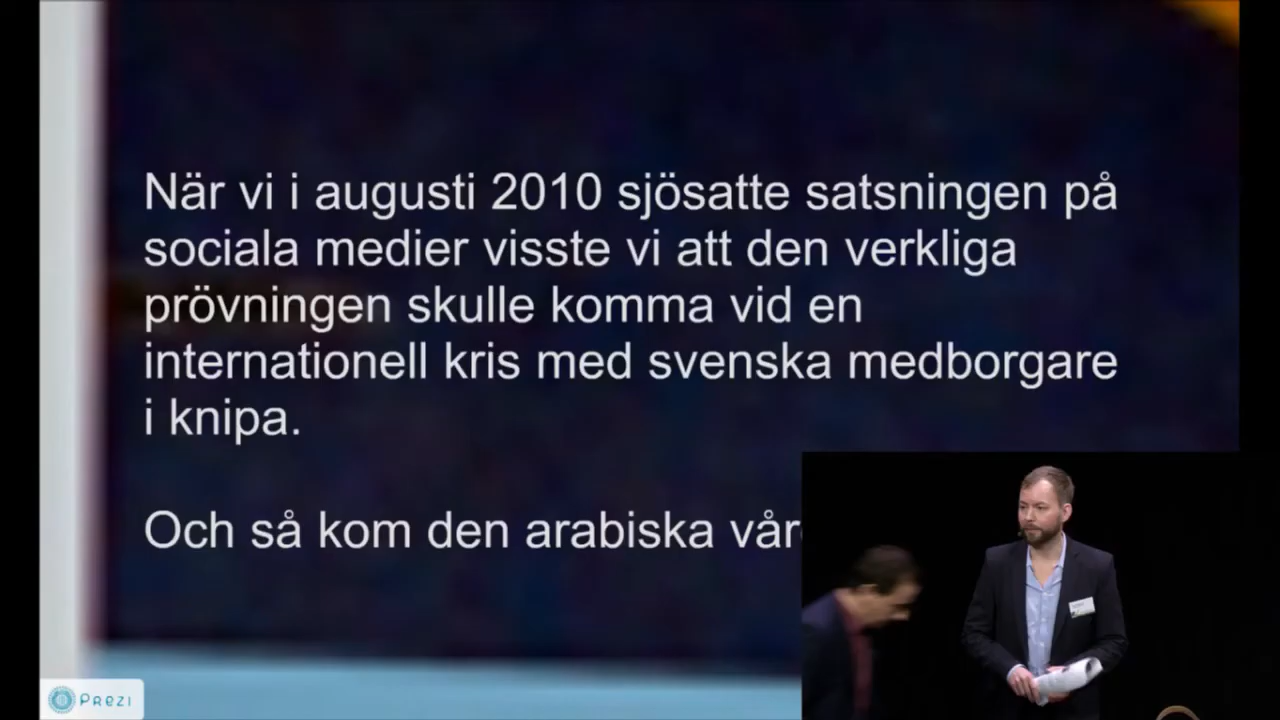 När vi i augusti 2010 sjösatte satsningen på
sociala medier visste vi att den verkliga
prövningen skulle komma vid en
internationell kris med svenska medborgare
i knipa.
Och så kom den arabiska
PREZI